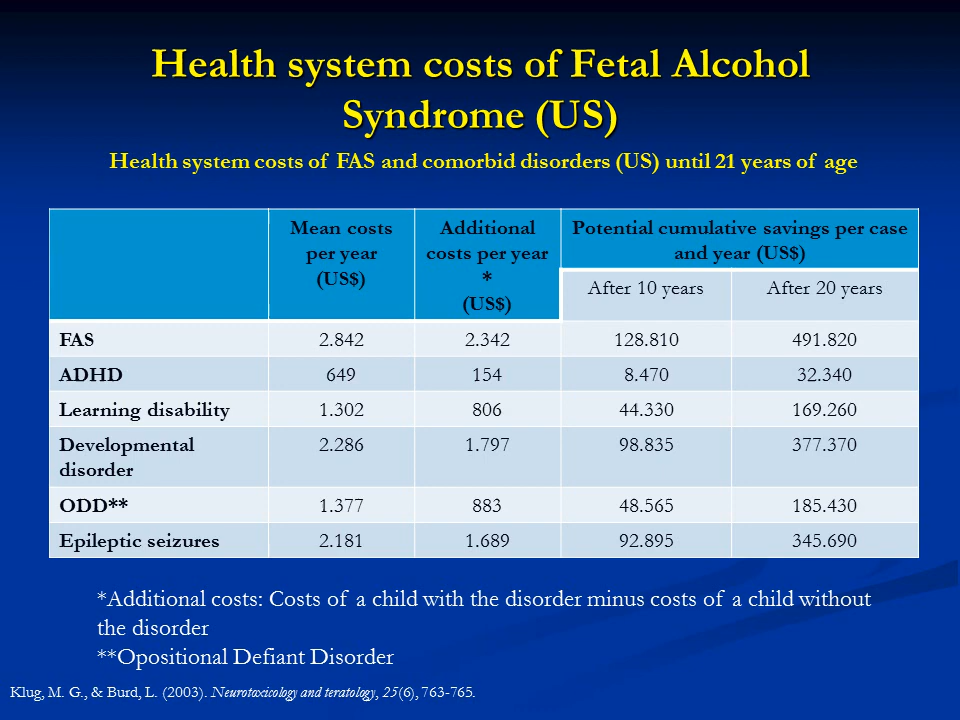 Health system costs of Fetal Alcohol
Syndrome (US)
Health system costs of FAS and comorbid disorders (US) until 21 years of age
Mean costs
per year
(US$)
Additional
costs per year
*
(US$)
Potential cumulative savings per case
and year (US$)
After 10 years After 20 years
FAS 2.842 2.342 128.810 491.820
ADHD 649 154 8.470 32.340
Learning disability 1.302 806 44.330 169.260
Developmental
disorder 2.286 1.797 98.835 377.370
ODD** 1.377 883 48.565 185.430
Epileptic seizures 2.181 1.689 92.895 345.690
*Additional costs: Costs of a child with the disorder minus costs of a child without
the disorder
**Opositional Defiant Disorder
Klug, M. G., & Burd, L. (2003). Neurotoxicology and teratology, 25(6), 763-765.